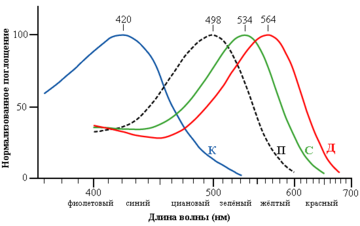 420 498 534 564
Нормализованное поглощение
100
50
0
К П С Д
400 500 600 700
фиолетовый синий циановый зелёный жёлтый красный
Длина волны (нм)